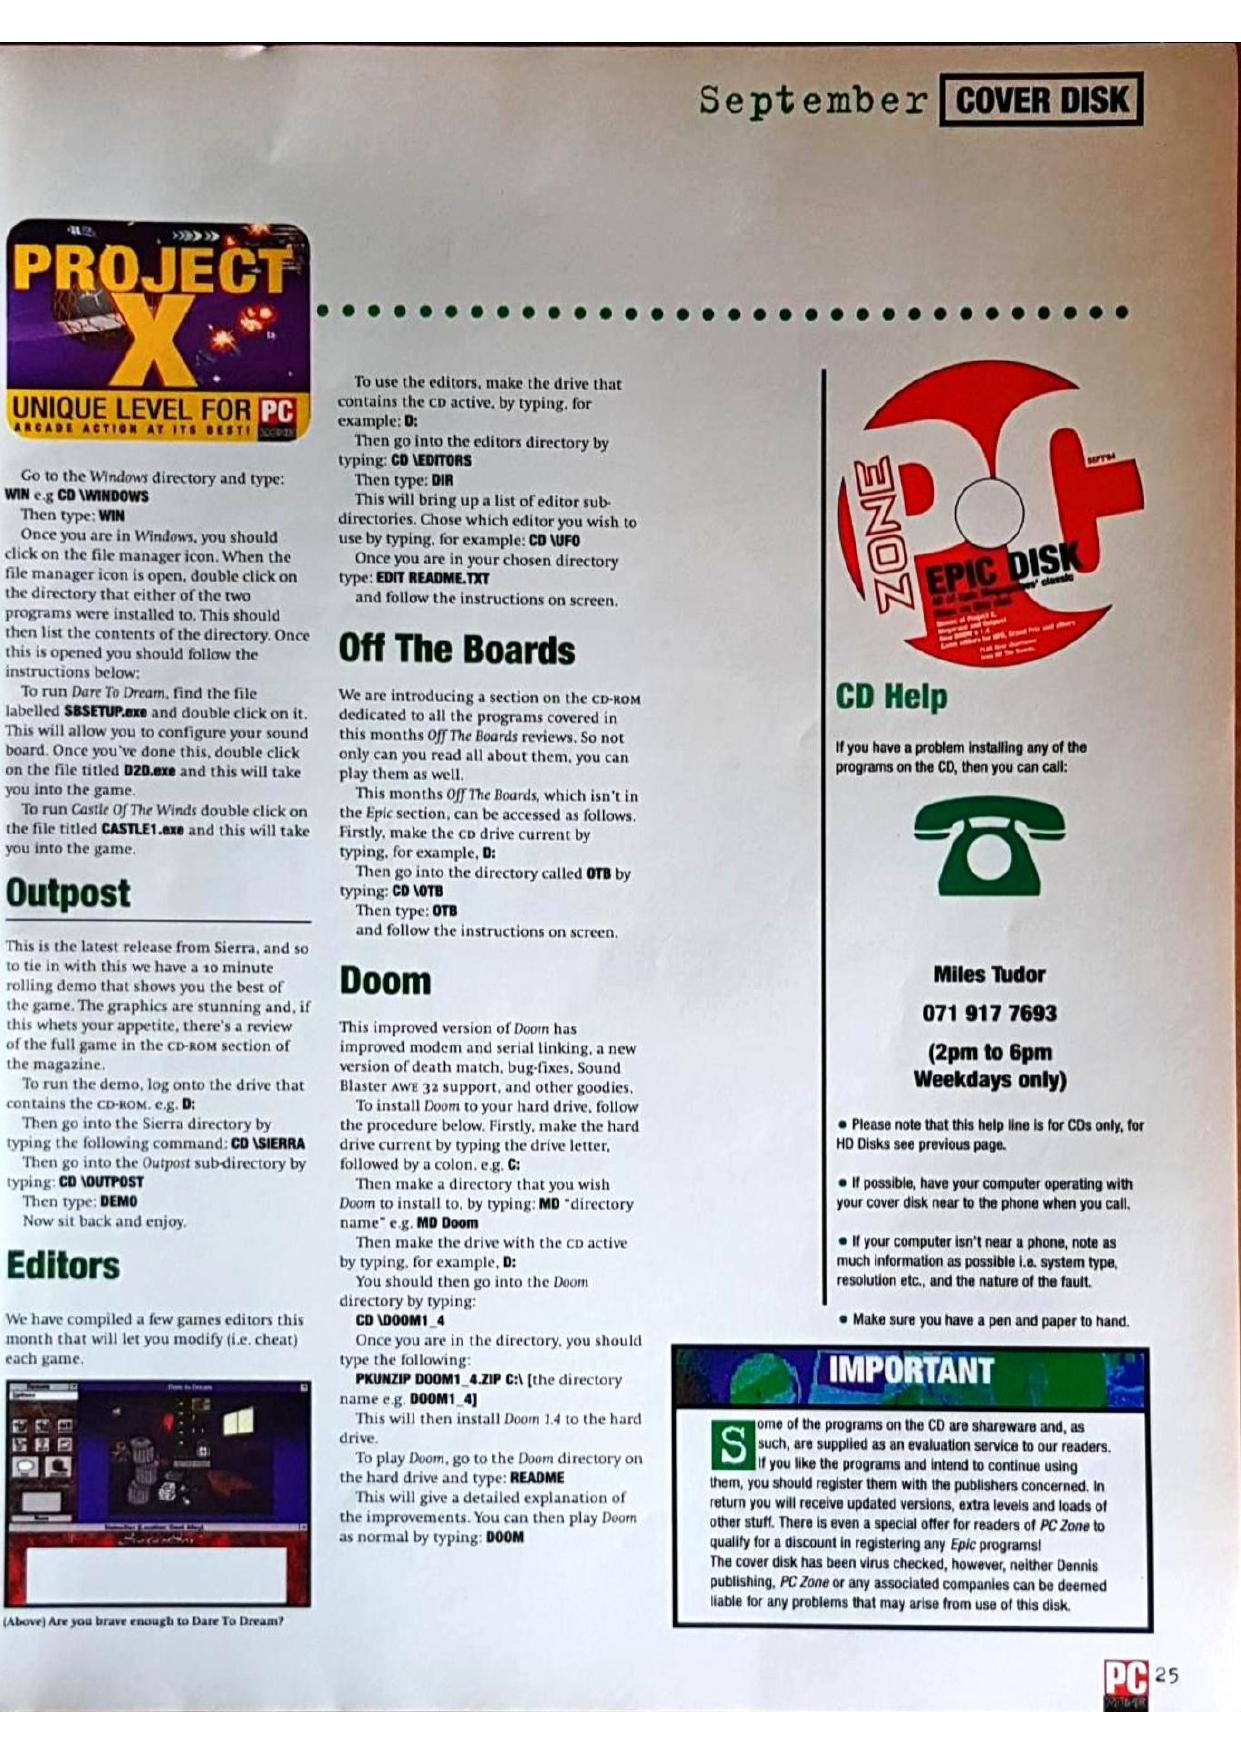 September COVER DISK
PROJECT
X
UNIQUE LEVEL FOR PC
ARCADE ACTION AT ITS BEST!
Go to the Windows directory and type:
WIN e.g CD \WINDOWS
Then type: WIN
Once you are in Windows, you should
click on the file manager icon. When the
file manager icon is open, double click on
the directory that either of the two
programs were installed to. This should
then list the contents of the directory. Once
this is opened you should follow the
instructions below:
To run Dare To Dream, find the file
labelled SBSETUP.exe and double click on it.
This will allow you to configure your sound
board. Once you've done this, double click
on the file titled D2D.exe and this will take
you into the game.
To run Castle Of The Winds double click on
the file titled CASTLE1.exe and this will take
you into the game.
Outpost
This is the latest release from Sierra, and so
to tie in with this we have a 10 minute
rolling demo that shows you the best of
the game. The graphics are stunning and, if
this whets your appetite, there's a review
of the full game in the CD-ROM section of
the magazine.
To run the demo, log onto the drive that
contains the CD-ROM. e.g. D:
Then go into the Sierra directory by
typing the following command: CD \SIERRA
Then go into the Outpost sub-directory by
typing: CD \OUTPOST
Then type: DEMO
Now sit back and enjoy.
Editors
We have compiled a few games editors this
month that will let you modify (i.e. cheat)
each game.
(Above) Are you brave enough to Dare To Dream?
To use the editors, make the drive that
contains the CD active, by typing, for
example: D:
Then go into the editors directory by
typing: CD \EDITORS
Then type: DIR
This will bring up a list of editor sub-
directories. Chose which editor you wish to
use by typing, for example: CD \UFO
Once you are in your chosen directory
type: EDIT README.TXT
and follow the instructions on screen.
Off The Boards
We are introducing a section on the CD-ROM
dedicated to all the programs covered in
this months Off The Boards reviews. So not
only can you read all about them, you can
play them as well.
This months Off The Boards, which isn't in
the Epic section, can be accessed as follows.
Firstly, make the CD drive current by
typing, for example, D:
Then go into the directory called OTB by
typing: CD \OTB
Then type: OTB
and follow the instructions on screen.
Doom
This improved version of Doom has
improved modem and serial linking, a new
version of death match, bug-fixes, Sound
Blaster AWE 32 support, and other goodies.
To install Doom to your hard drive, follow
the procedure below. Firstly, make the hard
drive current by typing the drive letter,
followed by a colon, e.g. C:
Then make a directory that you wish
Doom to install to, by typing: MD "directory
name" e.g. MD Doom
Then make the drive with the CD active
by typing, for example, D:
You should then go into the Doom
directory by typing:
CD \DOOM1_4
Once you are in the directory, you should
type the following:
PKUNZIP DOOM1_4.ZIP C:\ [the directory
name e.g. DOOM1_4]
This will then install Doom 1.4 to the hard
drive.
To play Doom, go to the Doom directory on
the hard drive and type: README
This will give a detailed explanation of
the improvements. You can then play Doom
as normal by typing: DOOM
PC
ZONE
SEPT94
EPIC DISK
CD Help
If you have a problem installing any of the
programs on the CD, then you can call:
Miles Tudor
071 917 7693
(2pm to 6pm
Weekdays only)
• Please note that this help line is for CDs only, for
HD Disks see previous page.
• If possible, have your computer operating with
your cover disk near to the phone when you call.
• If your computer isn't near a phone, note as
much information as possible i.e. system type,
resolution etc., and the nature of the fault.
• Make sure you have a pen and paper to hand.
IMPORTANT
Some of the programs on the CD are shareware and, as
such, are supplied as an evaluation service to our readers.
If you like the programs and intend to continue using
them, you should register them with the publishers concerned. In
return you will receive updated versions, extra levels and loads of
other stuff. There is even a special offer for readers of PC Zone to
qualify for a discount in registering any Epic programs!
The cover disk has been virus checked, however, neither Dennis
publishing, PC Zone or any associated companies can be deemed
liable for any problems that may arise from use of this disk.
PC 25